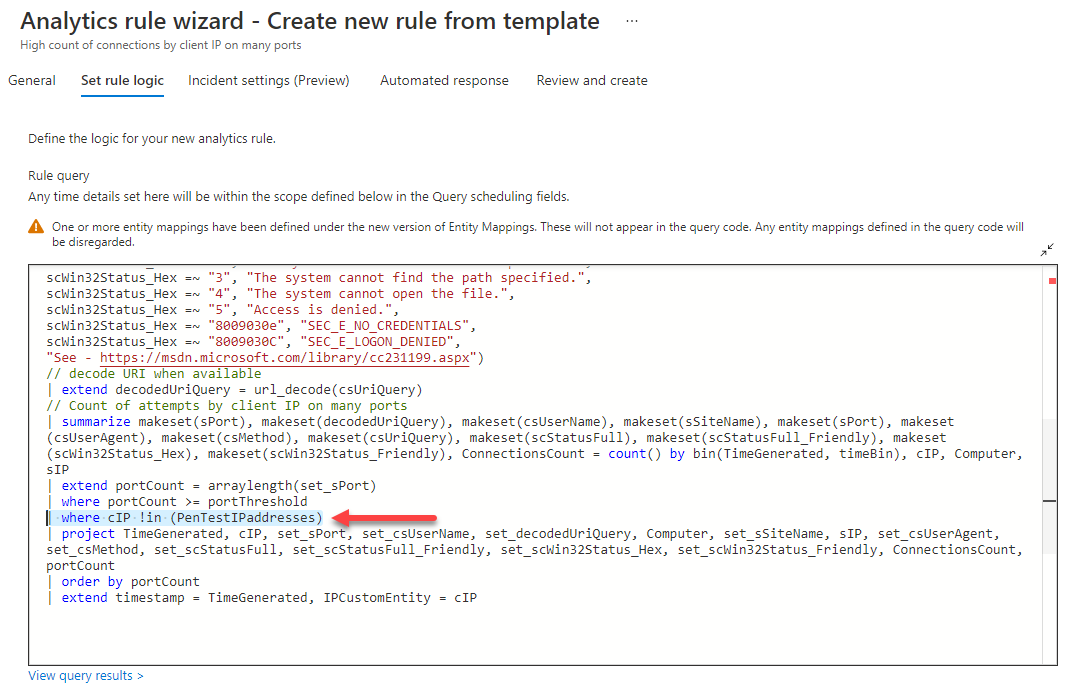 Analytics rule wizard - Create new rule from template ...
High count of connections by client IP on many ports
General Set rule logic Incident settings (Preview) Automated response Review and create
Define the logic for your new analytics rule.
Rule query
Any time details set here will be within the scope defined below in the Query scheduling fields.
One or more entity mappings have been defined under the new version of Entity Mappings. These will not appear in the query code. Any entity mappings defined in the query code will
be disregarded.
scWin32Status_Hex =~ "3", "The system cannot find the path specified.",
scWin32Status_Hex =~ "4", "The system cannot open the file.",
scWin32Status_Hex =~ "5", "Access is denied.",
scWin32Status_Hex =~ "8009030e", "SEC_E_NO_CREDENTIALS",
scWin32Status_Hex =~ "8009030C", "SEC_E_LOGON_DENIED",
"See - https://msdn.microsoft.com/library/cc231199.aspx")
// decode URI when available
| extend decodedUriQuery = url_decode(csUriQuery)
// Count of attempts by client IP on many ports
| summarize makeset(sPort), makeset(decodedUriQuery), makeset(csUserName), makeset(sSiteName), makeset(sPort), makeset
(csUserAgent), makeset(csMethod), makeset(csUriQuery), makeset(scStatusFull), makeset(scStatusFull_Friendly), makeset
(scWin32Status_Hex), makeset(scWin32Status_Friendly), ConnectionsCount = count() by bin(TimeGenerated, timeBin), cIP, Computer,
sIP
| extend portCount = arraylength(set_sPort)
| where portCount >= portThreshold
| where cIP !in (PenTestIPaddresses)
| project TimeGenerated, cIP, set_sPort, set_csUserName, set_decodedUriQuery, Computer, set_sSiteName, sIP, set_csUserAgent,
set_csMethod, set_scStatusFull, set_scStatusFull_Friendly, set_scWin32Status_Hex, set_scWin32Status_Friendly, ConnectionsCount,
portCount
| order by portCount
| extend timestamp = TimeGenerated, IPCustomEntity = cIP
View query results >